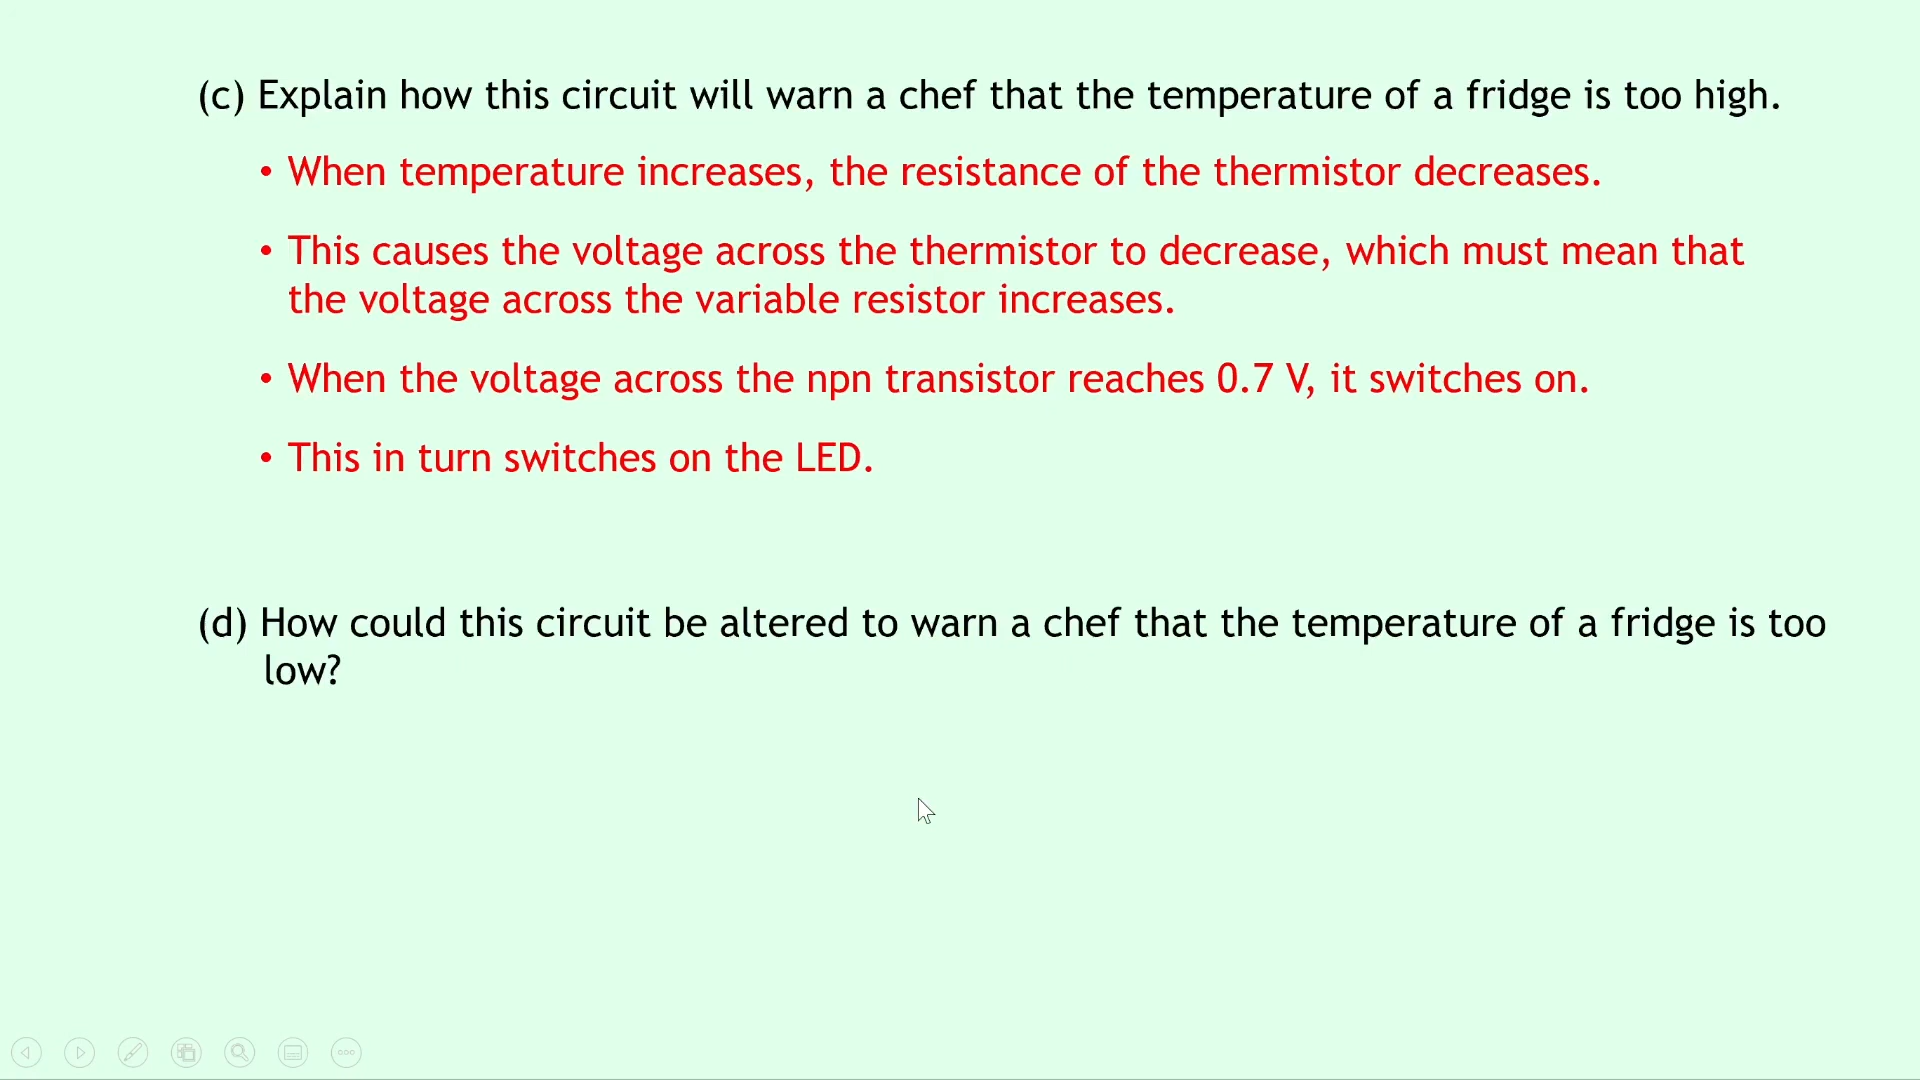 (c) Explain how this circuit will warn a chef that the temperature of a fridge is too high.
• When temperature increases, the resistance of the thermistor decreases.
• This causes the voltage across the thermistor to decrease, which must mean that
the voltage across the variable resistor increases.
• When the voltage across the npn transistor reaches 0.7 V, it switches on.
• This in turn switches on the LED.
(d) How could this circuit be altered to warn a chef that the temperature of a fridge is too
low?